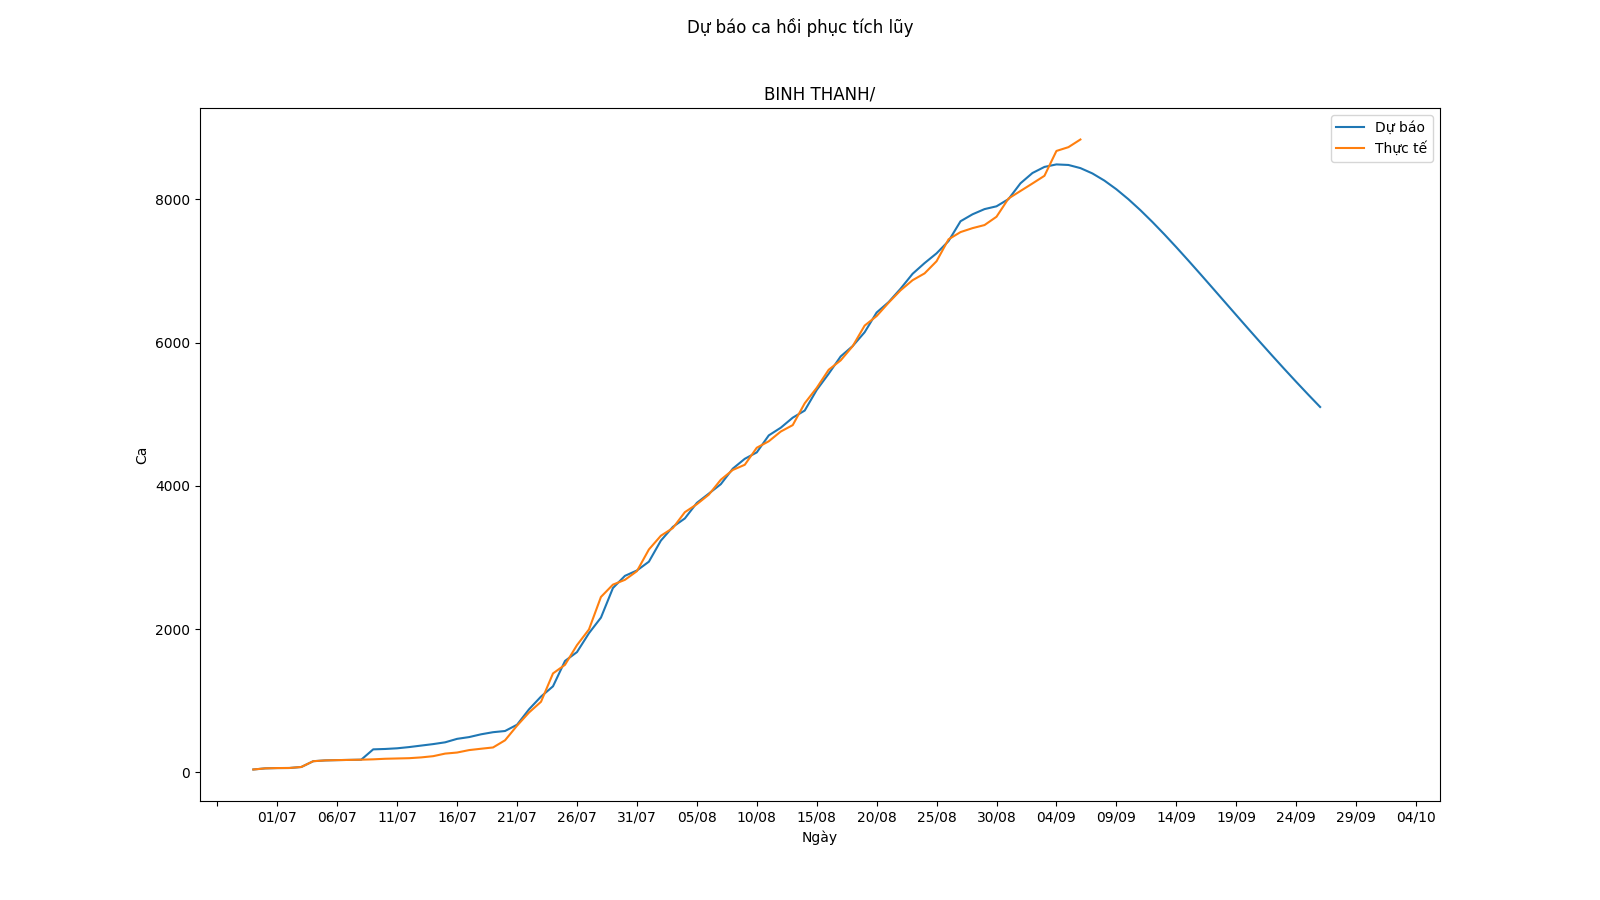 Dự báo ca hồi phục tích lũy
BINH THANH/
Dự báo
Thực tế
8000
6000
4000
2000
0
Ca
01/07 06/07 11/07 16/07 21/07 26/07 31/07 05/08 10/08 15/08 20/08 25/08 30/08 04/09 09/09 14/09 19/09 24/09 29/09 04/10
Ngày